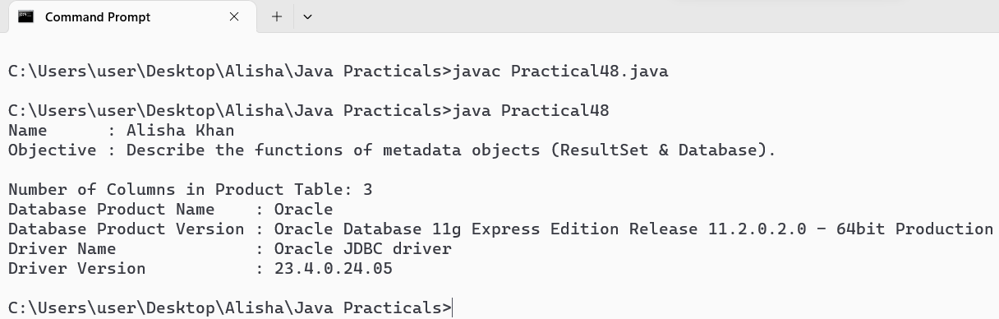 Command Prompt
C:\Users\user\Desktop\Alisha\Java Practicals>javac Practical48.java
C:\Users\user\Desktop\Alisha\Java Practicals>java Practical48
Name      : Alisha Khan
Objective : Describe the functions of metadata objects (ResultSet & Database).
Number of Columns in Product Table: 3
Database Product Name    : Oracle
Database Product Version : Oracle Database 11g Express Edition Release 11.2.0.2.0 - 64bit Production
Driver Name              : Oracle JDBC driver
Driver Version           : 23.4.0.24.05
C:\Users\user\Desktop\Alisha\Java Practicals>